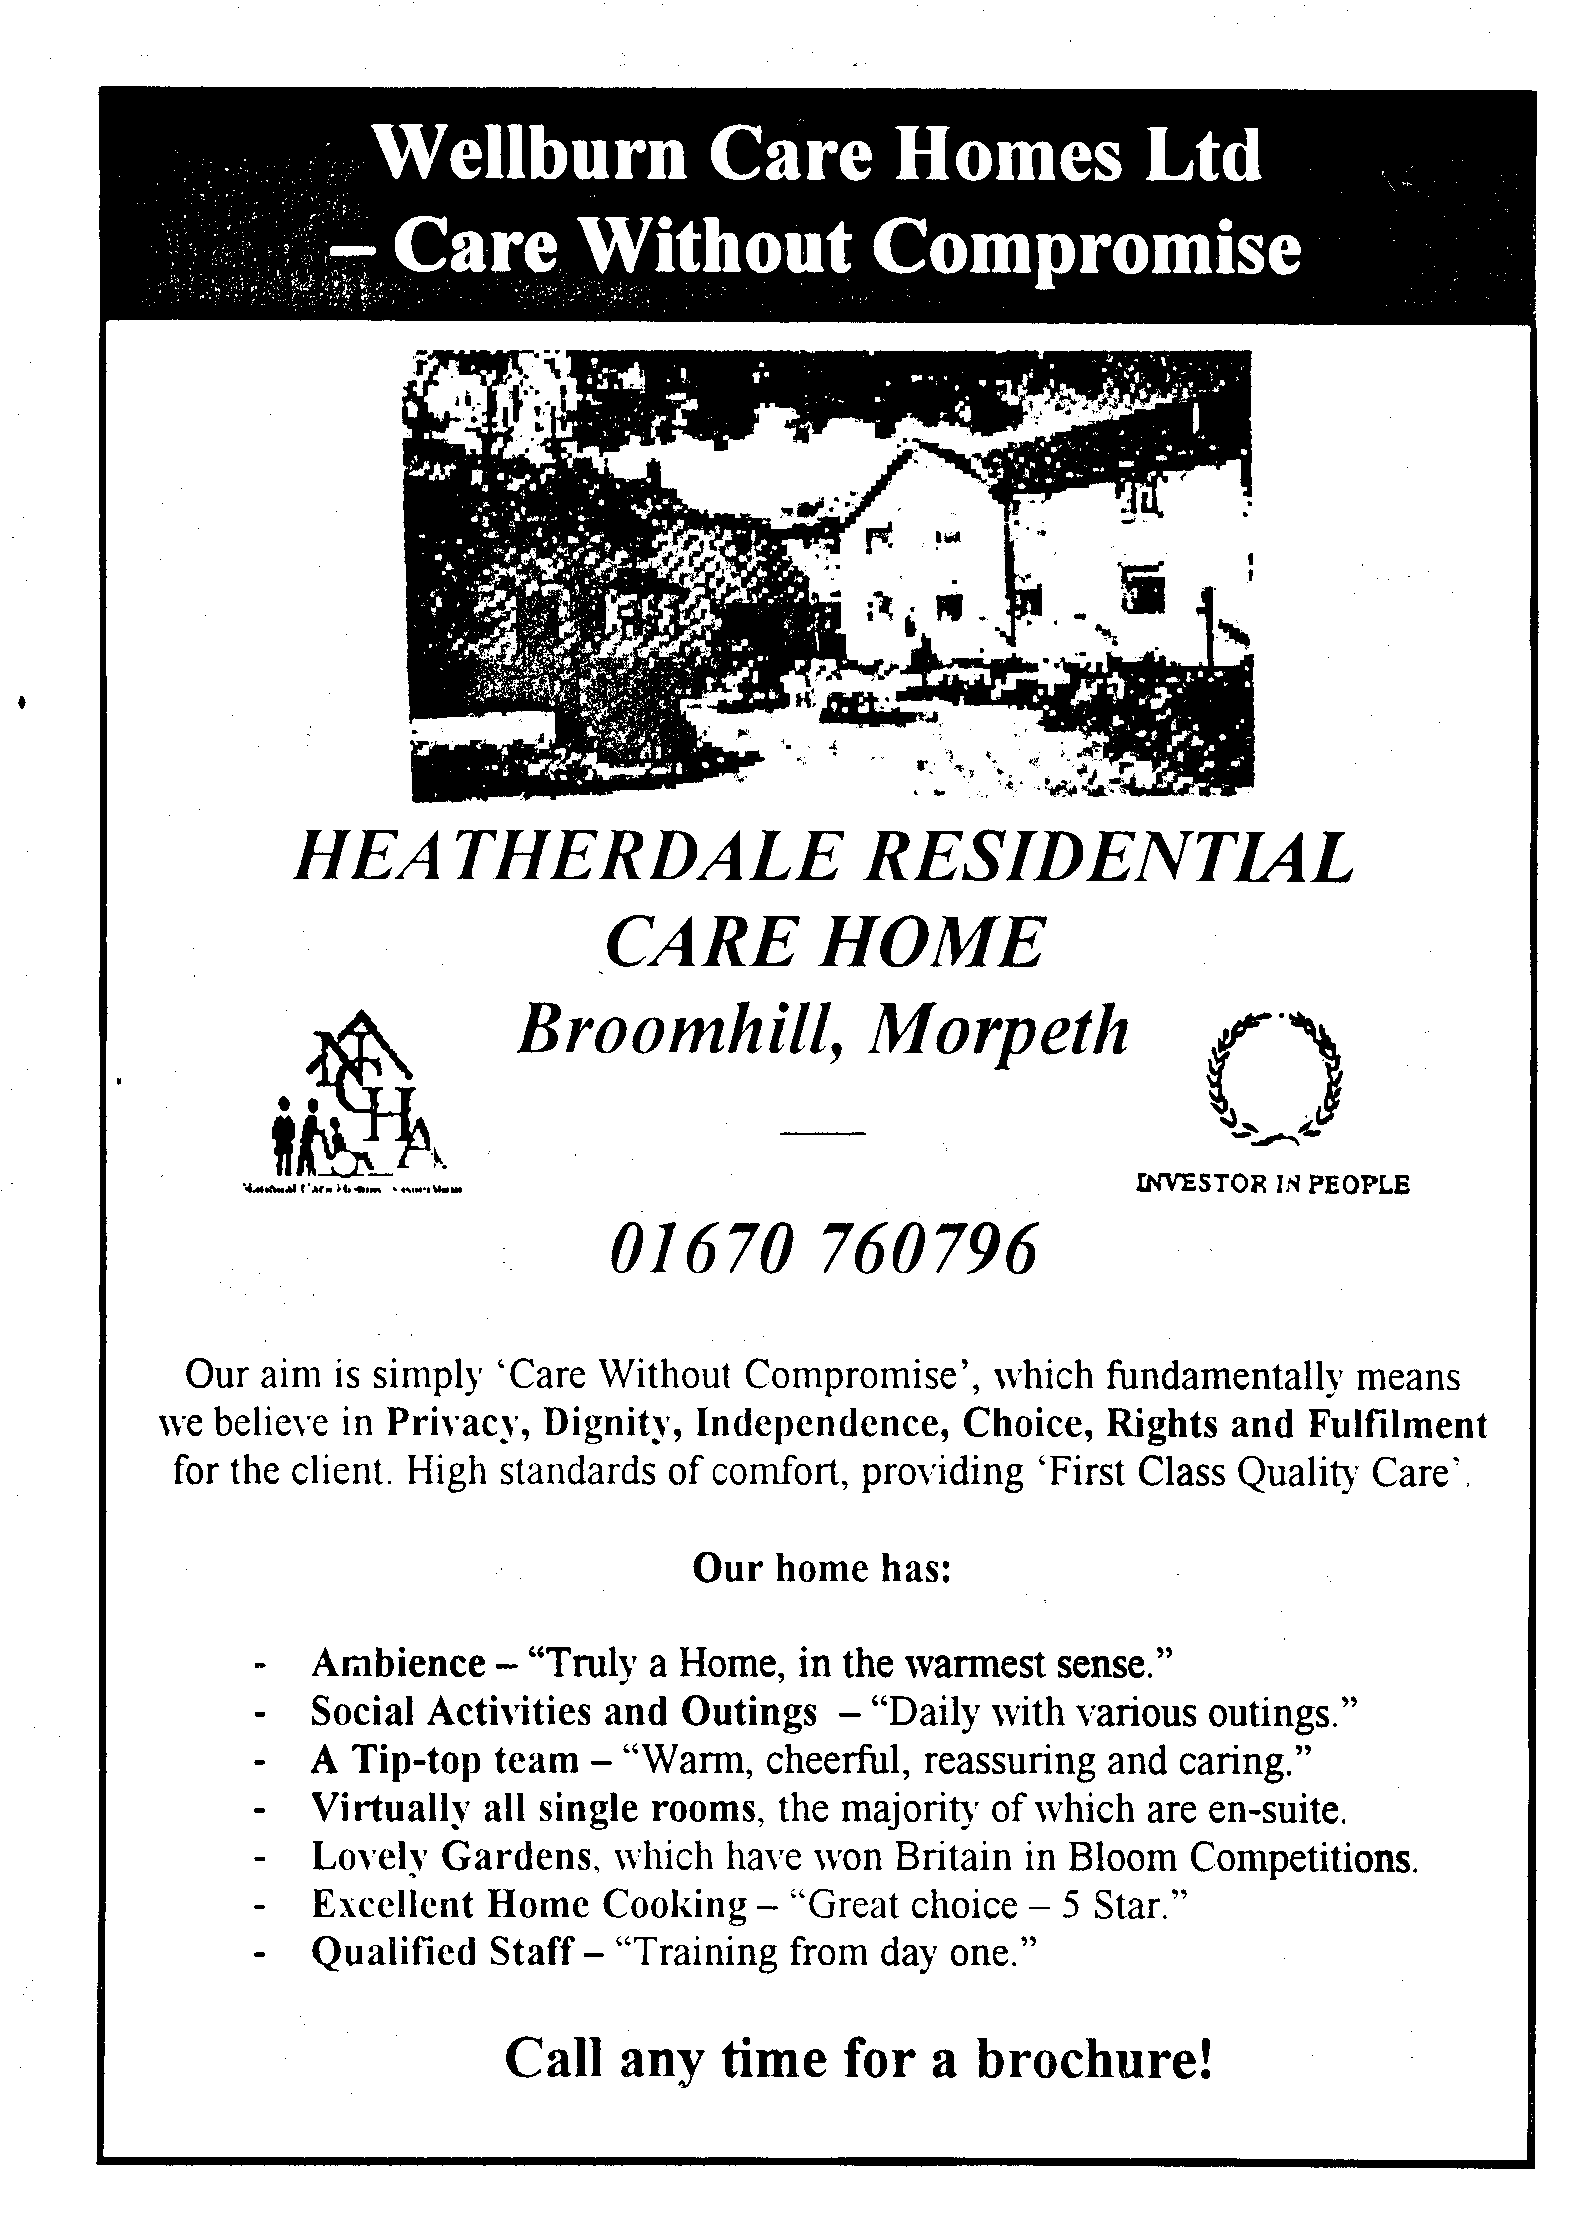 Wellburn Care Homes Ltd
– Care Without Compromise
HEATHERDALE RESIDENTIAL
CARE HOME
Broomhill, Morpeth
NCHA
National Care Homes Association
INVESTOR IN PEOPLE
01670 760796
Our aim is simply ‘Care Without Compromise’, which fundamentally means
we believe in Privacy, Dignity, Independence, Choice, Rights and Fulfilment
for the client. High standards of comfort, providing ‘First Class Quality Care’.
Our home has:
- Ambience – “Truly a Home, in the warmest sense.”
- Social Activities and Outings – “Daily with various outings.”
- A Tip-top team – “Warm, cheerful, reassuring and caring.”
- Virtually all single rooms, the majority of which are en-suite.
- Lovely Gardens, which have won Britain in Bloom Competitions.
- Excellent Home Cooking – “Great choice – 5 Star.”
- Qualified Staff – “Training from day one.”
Call any time for a brochure!